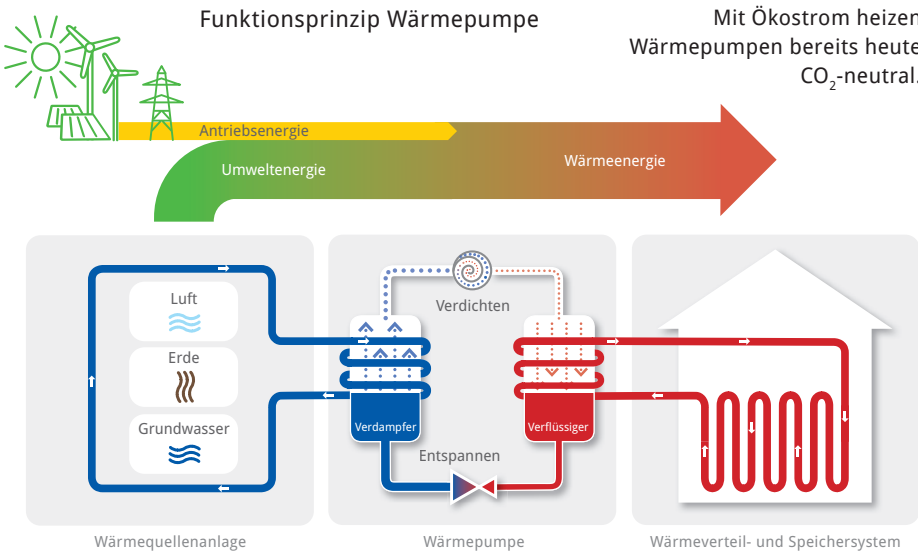 Funktionsprinzip Wärmepumpe
Mit Ökostrom heizen
Wärmepumpen bereits heute
CO₂-neutral.
Antriebsenergie
Umweltenergie
Wärmeenergie
Luft
Erde
Grundwasser
Verdichten
Verdampfer
Verflüssiger
Entspannen
Wärmequellenanlage
Wärmepumpe
Wärmeverteil- und Speichersystem